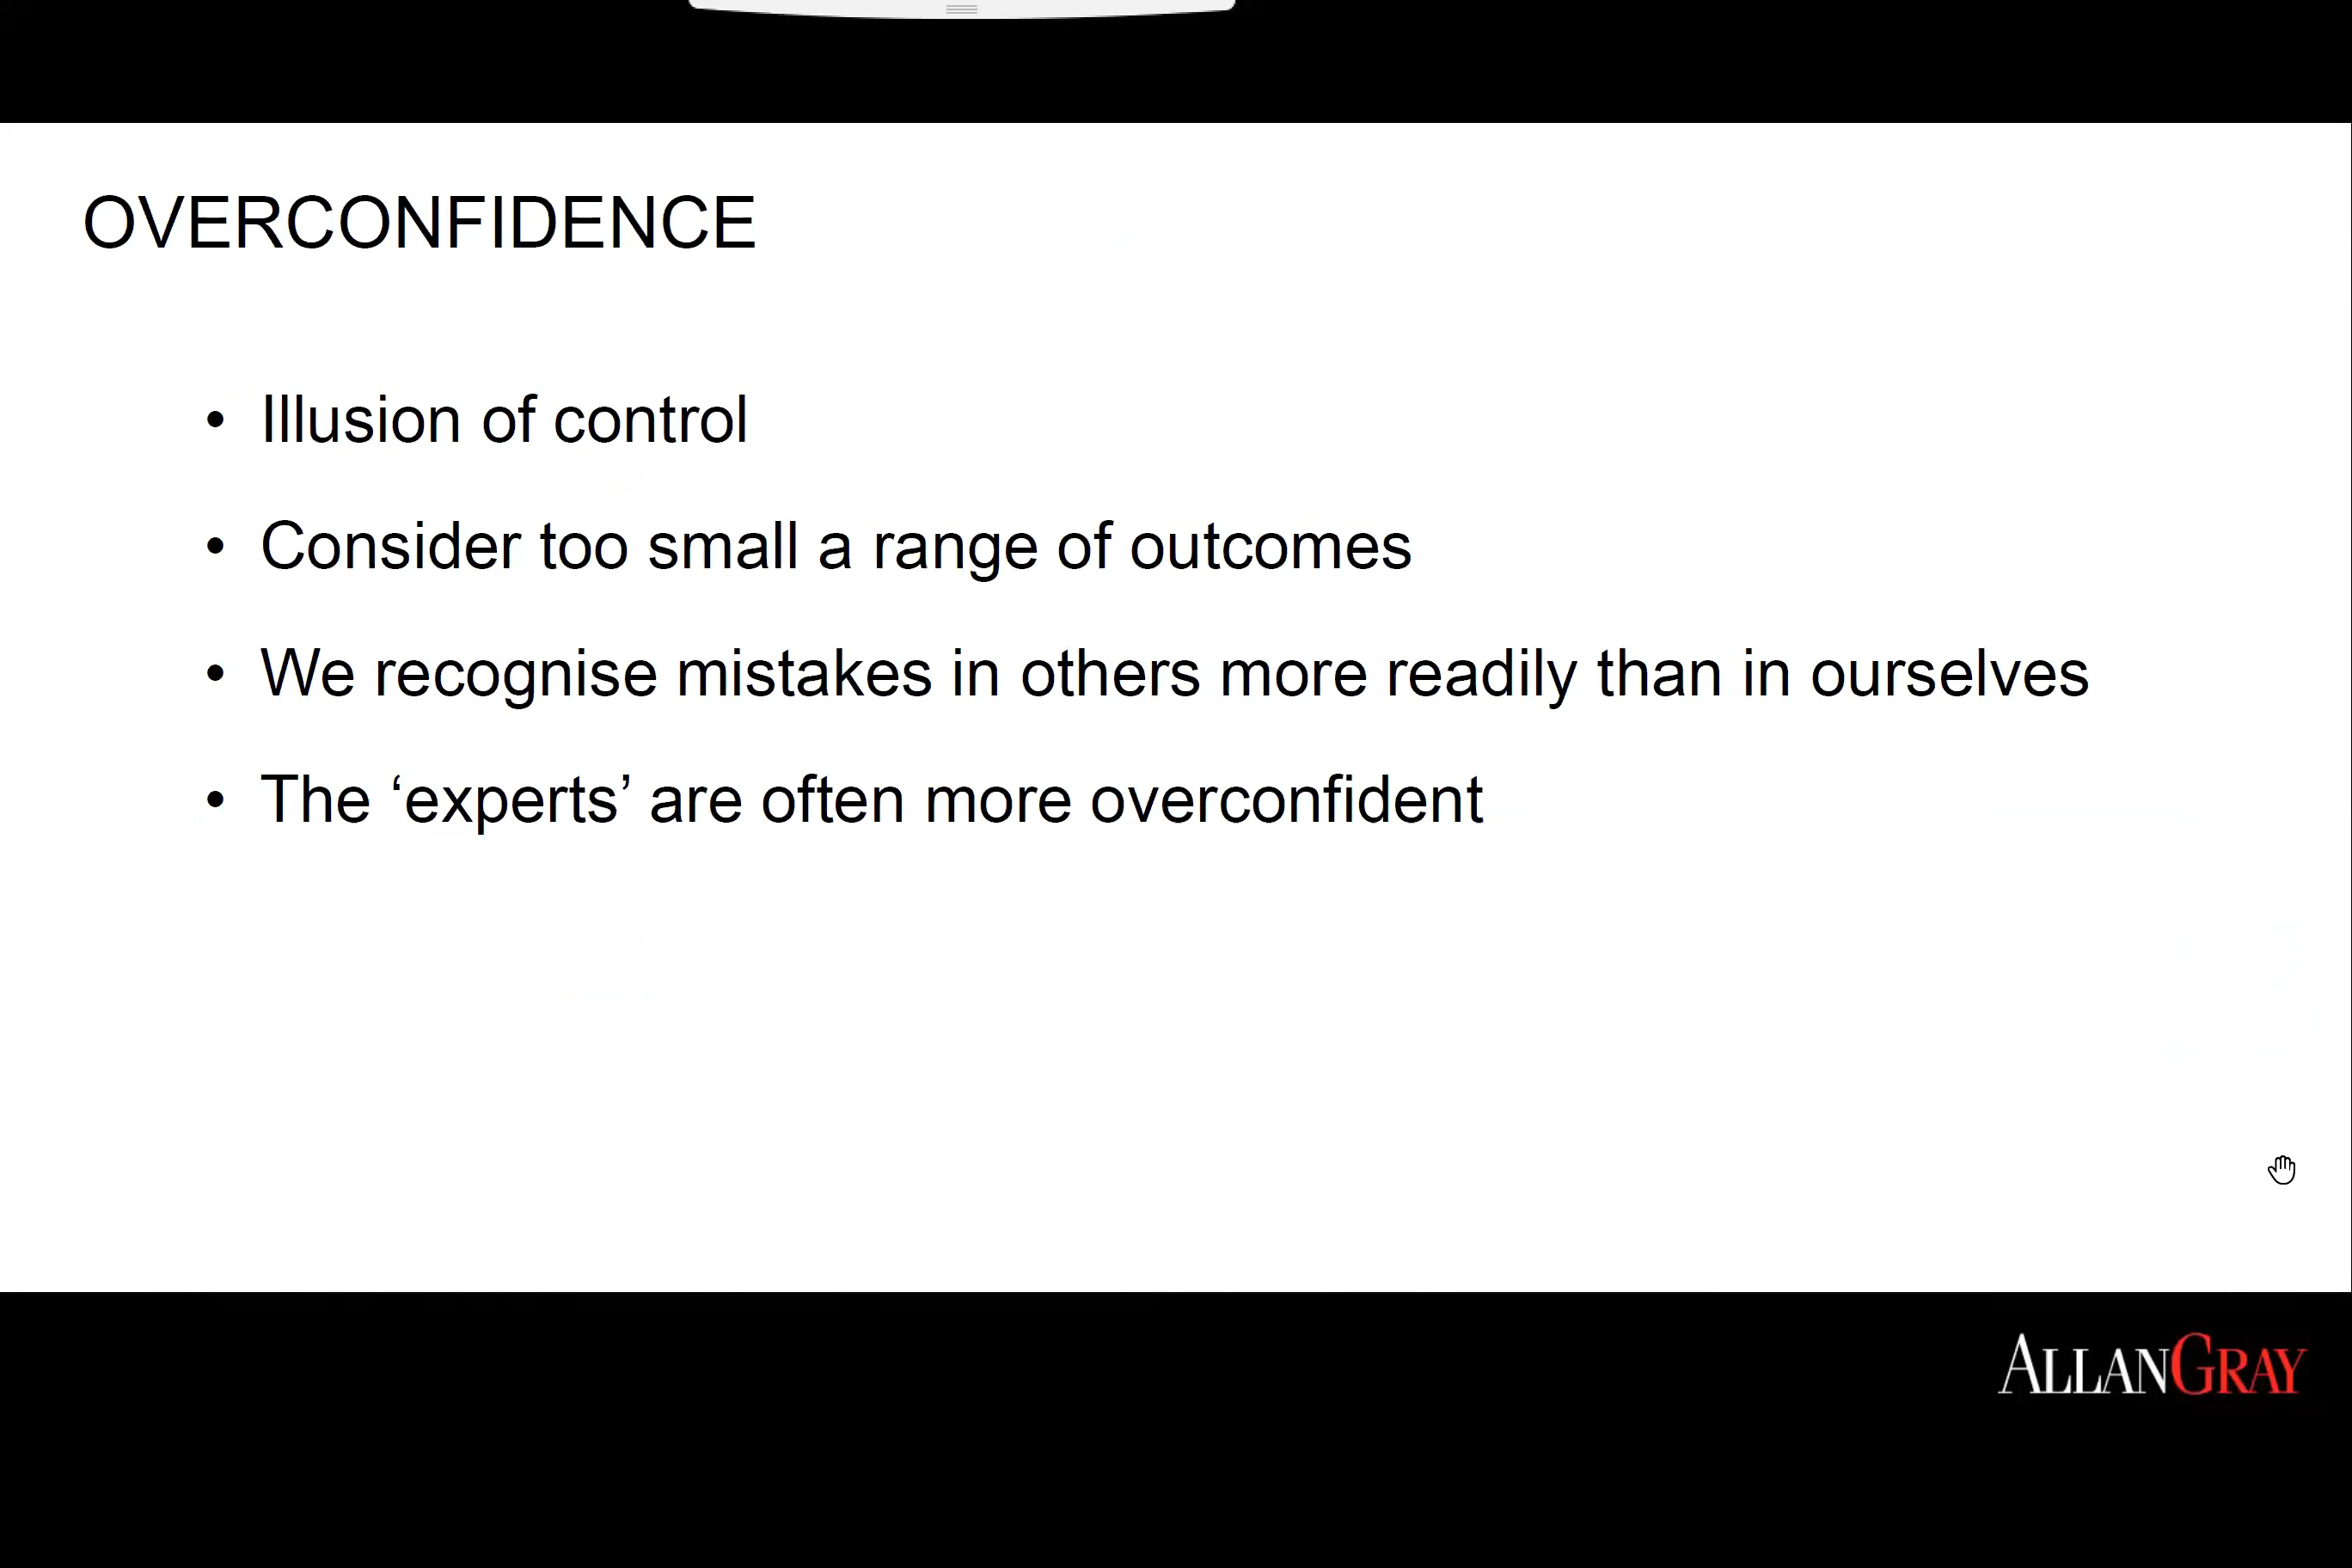 OVERCONFIDENCE
• Illusion of control
• Consider too small a range of outcomes
• We recognise mistakes in others more readily than in ourselves
• The ‘experts’ are often more overconfident
ALLANGRAY